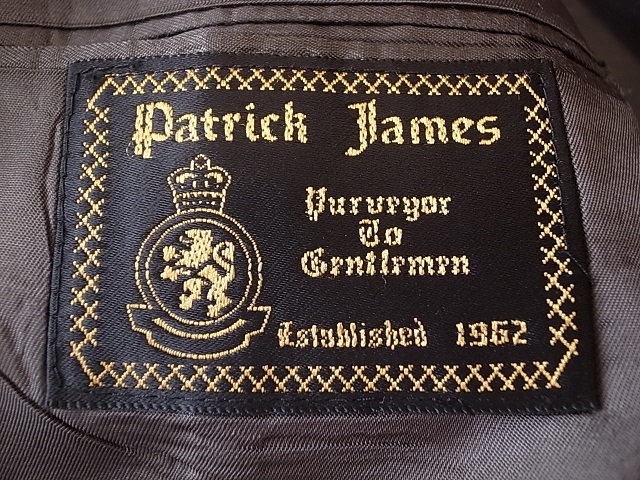 Patrick James
Purveyor
To
Gentlemen
Established 1962